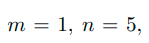 m = 1, n = 5,